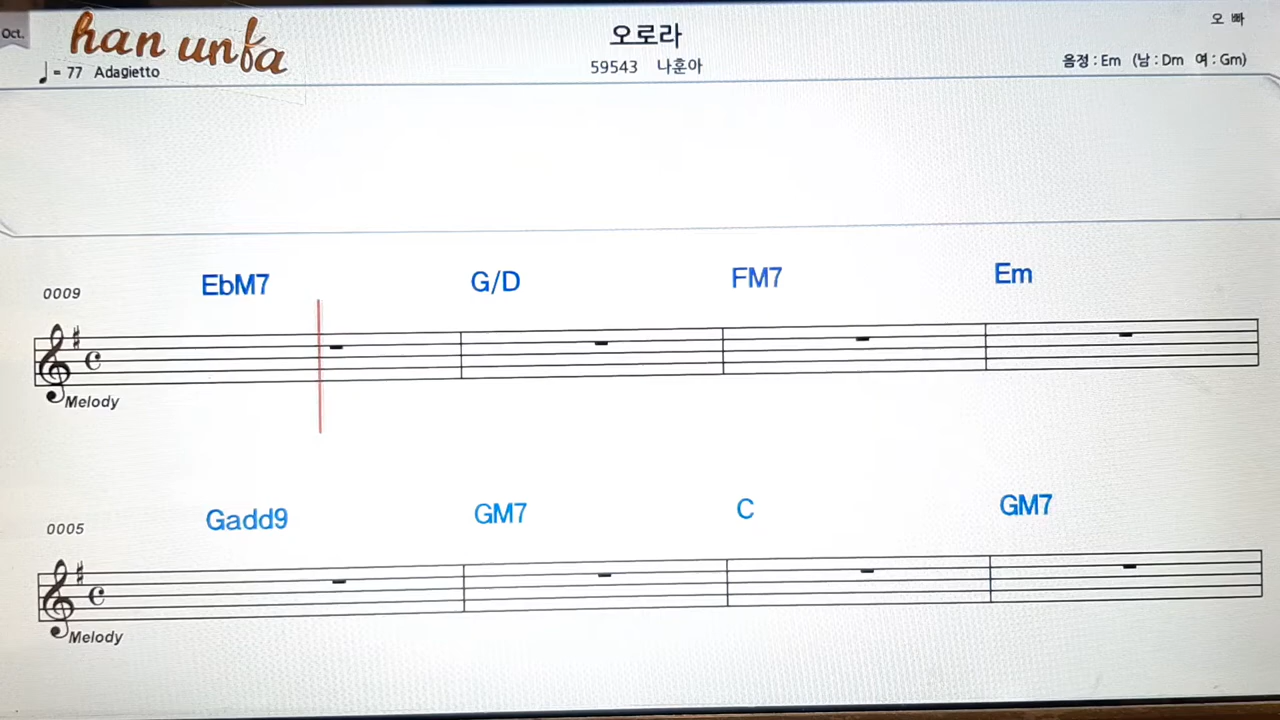 Oct.
han unfa
오로라
오 빠
♩ = 77 Adagietto
59543 나훈아
음정 : Em (남 : Dm 여 : Gm)
0009 EbM7 G/D FM7 Em
Melody
0005 Gadd9 GM7 C GM7
Melody